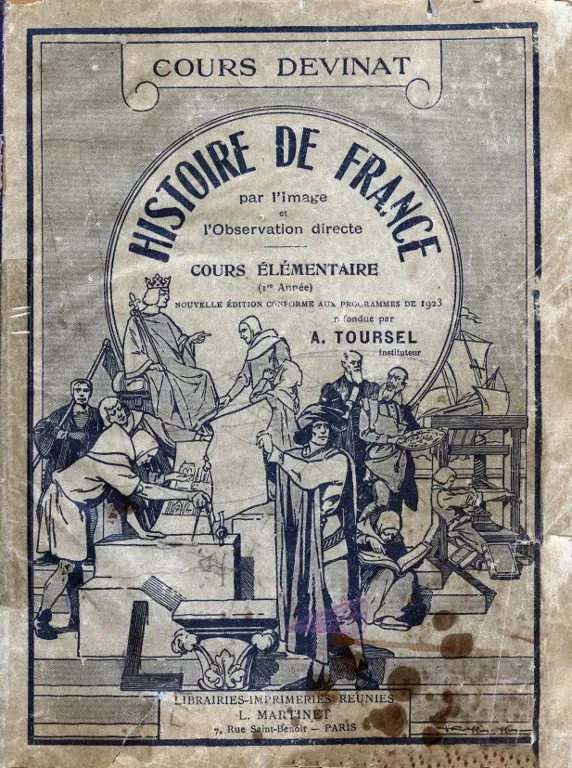 COURS DEVINAT
HISTOIRE DE FRANCE
par l'image
et
l'Observation directe
COURS ÉLÉMENTAIRE
(1re Année)
NOUVELLE ÉDITION CONFORME AUX PROGRAMMES DE 1923
refondue par
A. TOURSEL
Instituteur
LIBRAIRIES-IMPRIMERIES RÉUNIES
L. MARTINET
7, Rue Saint-Benoît — PARIS